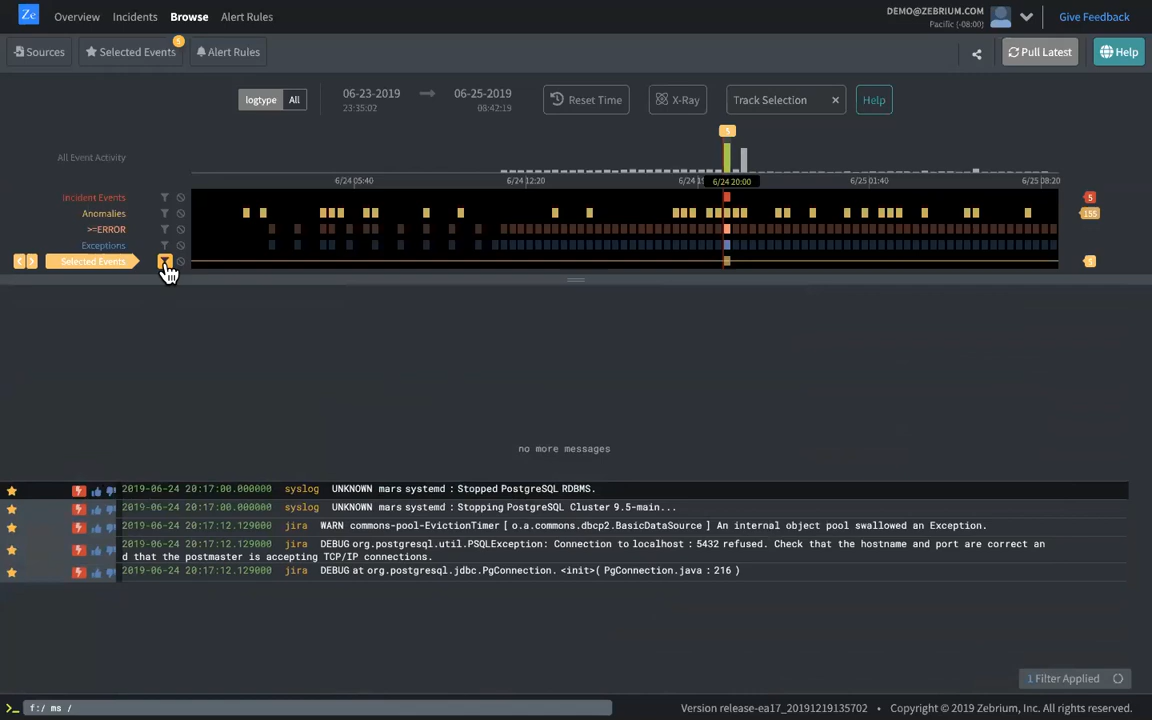 Ze Overview Incidents Browse Alert Rules DEMO@ZEBRIUM.COM Give Feedback
Pacific (-08:00)
Sources Selected Events 5 Alert Rules Pull Latest Help
logtype All 06-23-2019 06-25-2019 Reset Time X-Ray Track Selection × Help
23:35:02 08:42:19
5
All Event Activity
6/24 05:40 6/24 12:20 6/24 6/24 20:00 6/25 01:40 6/25 08:20
Incident Events 5
Anomalies 155
>=ERROR
Exceptions
Selected Events 5
no more messages
2019-06-24 20:17:00.000000 syslog UNKNOWN mars systemd : Stopped PostgreSQL RDBMS.
2019-06-24 20:17:00.000000 syslog UNKNOWN mars systemd : Stopping PostgreSQL Cluster 9.5-main...
2019-06-24 20:17:12.129000 jira WARN commons-pool-EvictionTimer [ o.a.commons.dbcp2.BasicDataSource ] An internal object pool swallowed an Exception.
2019-06-24 20:17:12.129000 jira DEBUG org.postgresql.util.PSQLException: Connection to localhost : 5432 refused. Check that the hostname and port are correct an
d that the postmaster is accepting TCP/IP connections.
2019-06-24 20:17:12.129000 jira DEBUG at org.postgresql.jdbc.PgConnection. <init>( PgConnection.java : 216 )
1 Filter Applied
>_ f:/ ms / Version release-ea17_20191219135702 • Copyright © 2019 Zebrium, Inc. All rights reserved.